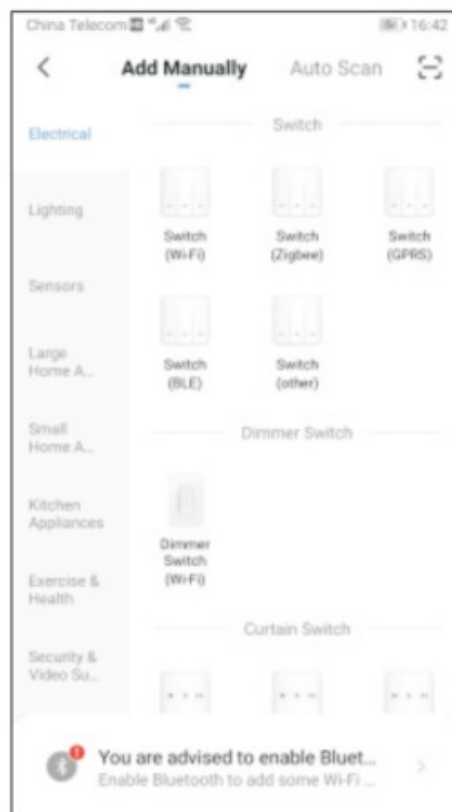 China Telecom
16:42
Add Manually
Auto Scan
Electrical
Lighting
Sensors
Large
Home A...
Small
Home A...
Kitchen
Appliances
Exercise &
Health
Security &
Video Su...
Switch
Switch
(Wi-Fi)
Switch
(Zigbee)
Switch
(GPRS)
Switch
(BLE)
Switch
(other)
Dimmer Switch
Dimmer
Switch
(Wi-Fi)
Curtain Switch
You are advised to enable Bluet...
Enable Bluetooth to add some Wi-Fi ...